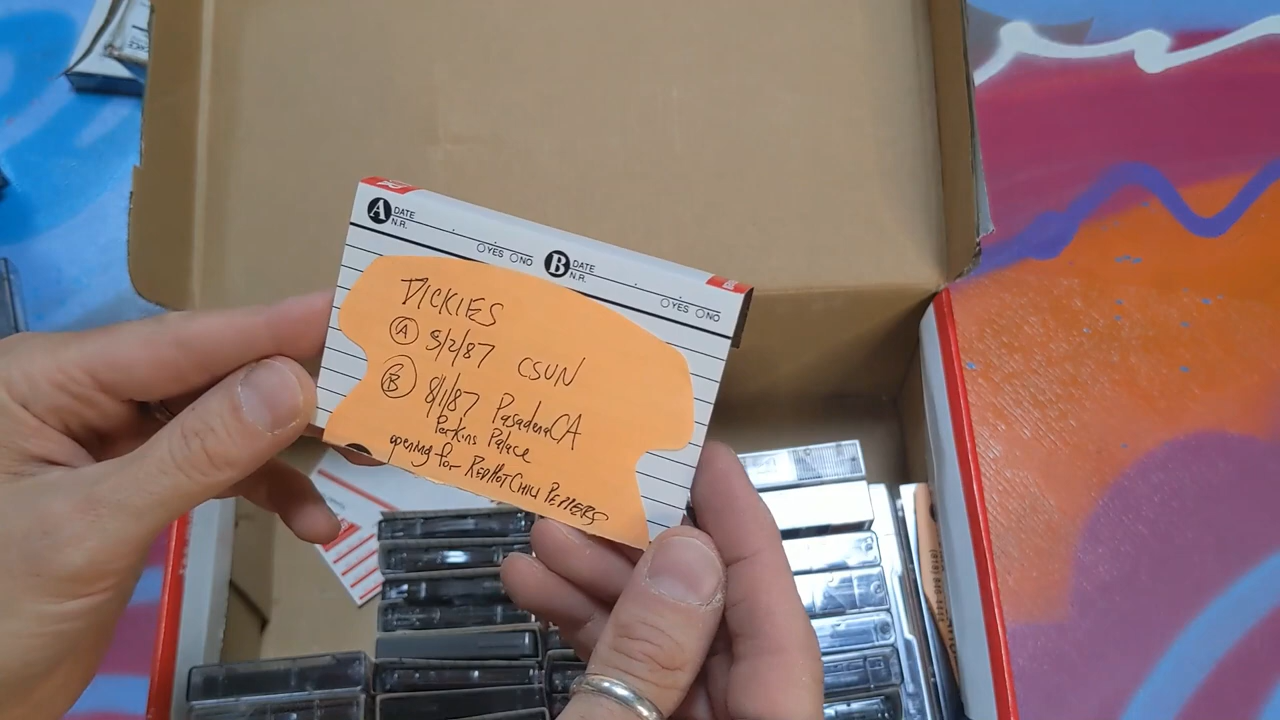 A DATE
N.R.
YES NO
B DATE
N.R.
YES NO
DICKIES
A 5/2/87 CSUN
B 8/1/87 Pasadena CA
Perkins Palace
opening for RED HOT CHILI PEPPERS